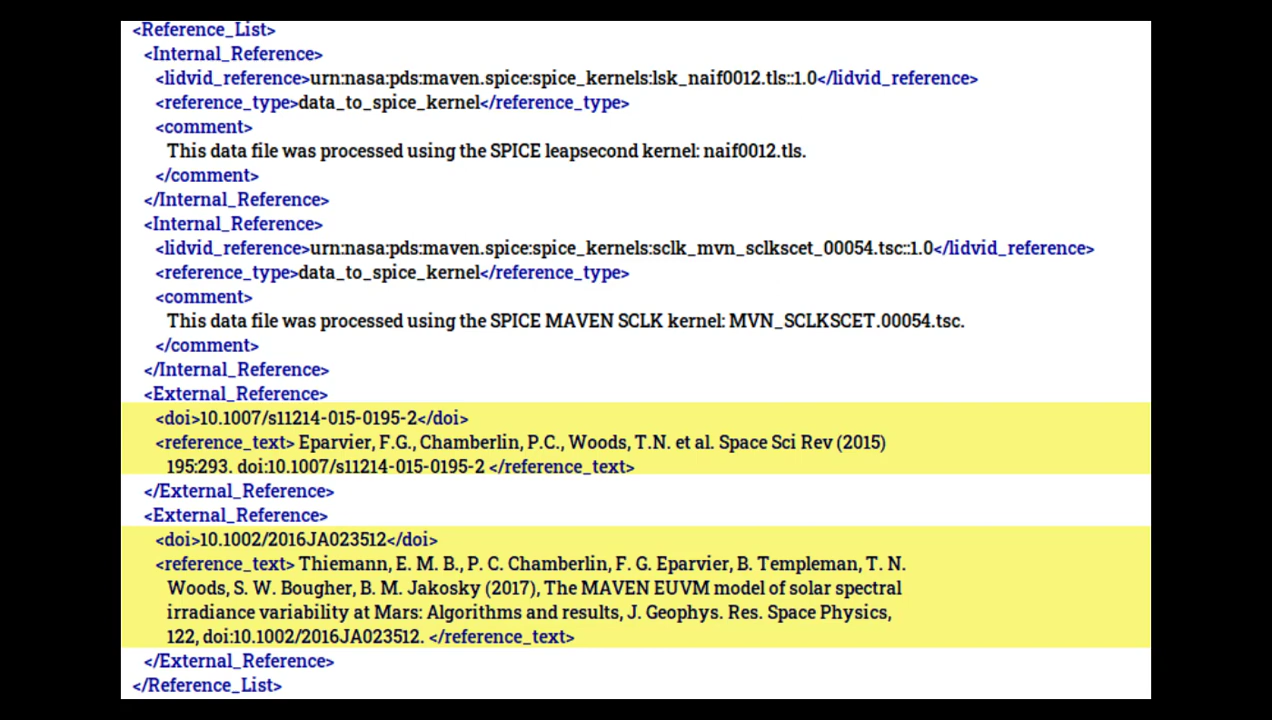 <Reference_List>
<Internal_Reference>
<lidvid_reference>urn:nasa:pds:maven.spice:spice_kernels:lsk_naif0012.tls::1.0</lidvid_reference>
<reference_type>data_to_spice_kernel</reference_type>
<comment>
This data file was processed using the SPICE leapsecond kernel: naif0012.tls.
</comment>
</Internal_Reference>
<Internal_Reference>
<lidvid_reference>urn:nasa:pds:maven.spice:spice_kernels:sclk_mvn_sclkscet_00054.tsc::1.0</lidvid_reference>
<reference_type>data_to_spice_kernel</reference_type>
<comment>
This data file was processed using the SPICE MAVEN SCLK kernel: MVN_SCLKSCET.00054.tsc.
</comment>
</Internal_Reference>
<External_Reference>
<doi>10.1007/s11214-015-0195-2</doi>
<reference_text> Eparvier, F.G., Chamberlin, P.C., Woods, T.N. et al. Space Sci Rev (2015)
195:293. doi:10.1007/s11214-015-0195-2 </reference_text>
</External_Reference>
<External_Reference>
<doi>10.1002/2016JA023512</doi>
<reference_text> Thiemann, E. M. B., P. C. Chamberlin, F. G. Eparvier, B. Templeman, T. N.
Woods, S. W. Bougher, B. M. Jakosky (2017), The MAVEN EUVM model of solar spectral
irradiance variability at Mars: Algorithms and results, J. Geophys. Res. Space Physics,
122, doi:10.1002/2016JA023512. </reference_text>
</External_Reference>
</Reference_List>